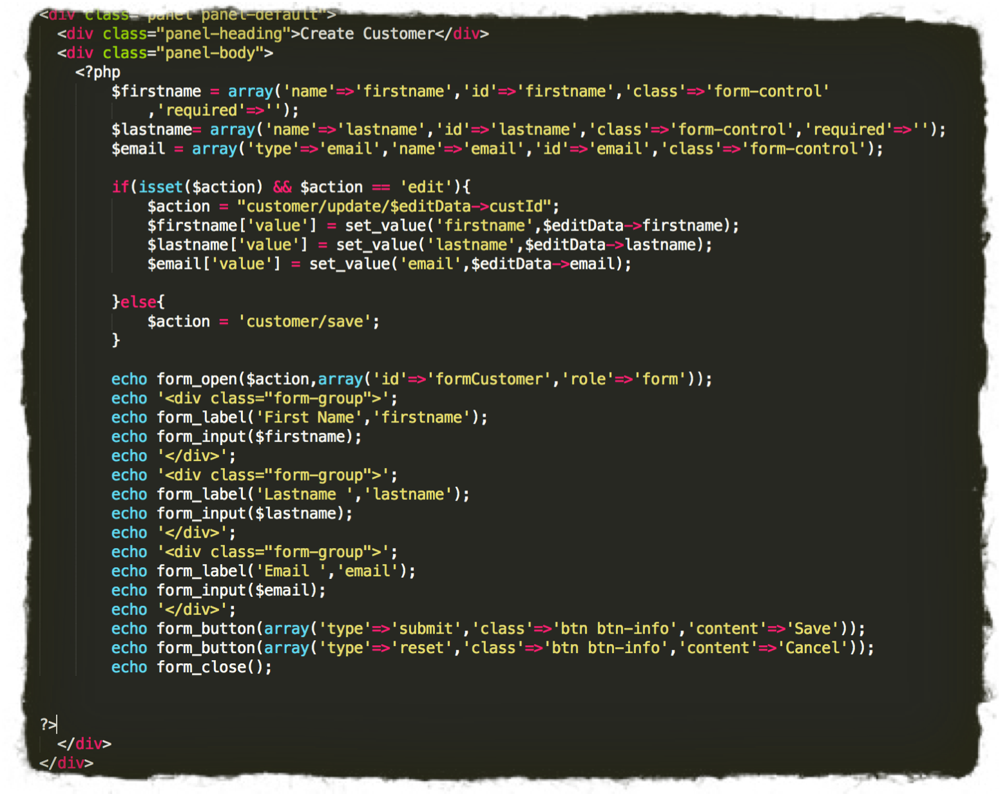 <div class="panel panel-default">
<div class="panel-heading">Create Customer</div>
<div class="panel-body">
<?php
$firstname = array('name'=>'firstname','id'=>'firstname','class'=>'form-control'
,'required'=>'');
$lastname= array('name'=>'lastname','id'=>'lastname','class'=>'form-control','required'=>'');
$email = array('type'=>'email','name'=>'email','id'=>'email','class'=>'form-control');
if(isset($action) && $action == 'edit'){
$action = "customer/update/$editData->custId";
$firstname['value'] = set_value('firstname',$editData->firstname);
$lastname['value'] = set_value('lastname',$editData->lastname);
$email['value'] = set_value('email',$editData->email);
}else{
$action = 'customer/save';
}
echo form_open($action,array('id'=>'formCustomer','role'=>'form'));
echo '<div class="form-group">';
echo form_label('First Name','firstname');
echo form_input($firstname);
echo '</div>';
echo '<div class="form-group">';
echo form_label('Lastname ','lastname');
echo form_input($lastname);
echo '</div>';
echo '<div class="form-group">';
echo form_label('Email ','email');
echo form_input($email);
echo '</div>';
echo form_button(array('type'=>'submit','class'=>'btn btn-info','content'=>'Save'));
echo form_button(array('type'=>'reset','class'=>'btn btn-info','content'=>'Cancel'));
echo form_close();
?>
</div>
</div>